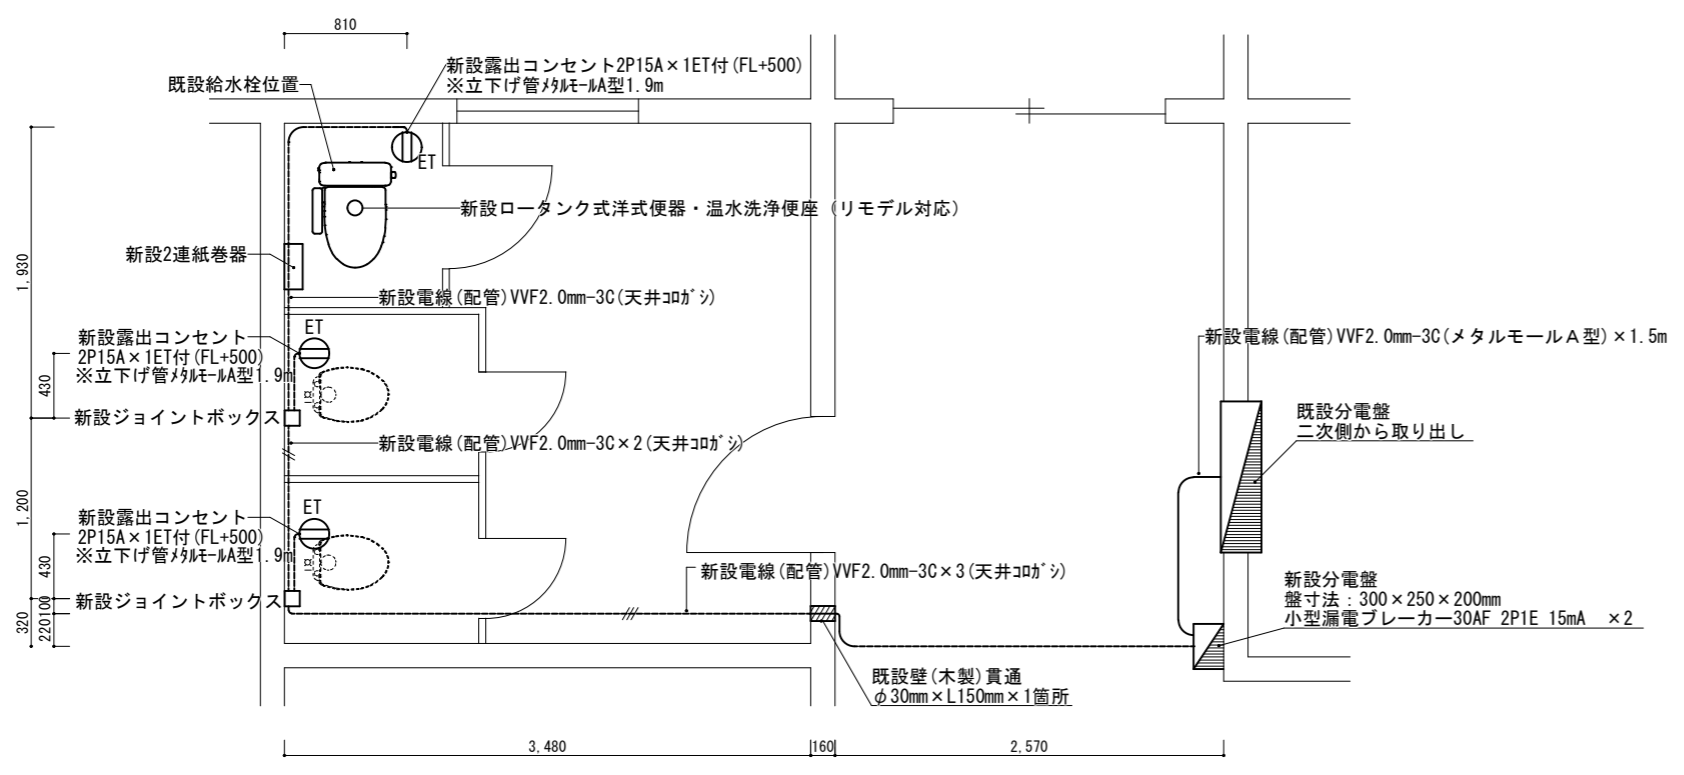 810
新設露出コンセント2P15A×1ET付(FL+500)
※立下げ管ﾒﾀﾙﾓｰﾙA型1.9m
既設給水栓位置
ET
新設ロータンク式洋式便器・温水洗浄便座（リモデル対応）
新設2連紙巻器
1,930
新設電線(配管)VVF2.0mm-3C(天井ｺﾛｶﾞｼ)
新設露出コンセント
2P15A×1ET付(FL+500)
※立下げ管ﾒﾀﾙﾓｰﾙA型1.9m
ET
新設電線(配管)VVF2.0mm-3C(メタルモールＡ型)×1.5m
430
新設ジョイントボックス
既設分電盤
二次側から取り出し
新設電線(配管)VVF2.0mm-3C×2(天井ｺﾛｶﾞｼ)
1,200
新設露出コンセント
2P15A×1ET付(FL+500)
※立下げ管ﾒﾀﾙﾓｰﾙA型1.9m
ET
430
新設電線(配管)VVF2.0mm-3C×3(天井ｺﾛｶﾞｼ)
新設分電盤
盤寸法：300×250×200mm
小型漏電ブレーカー30AF 2P1E 15mA ×2
新設ジョイントボックス
320
100
220
既設壁(木製)貫通
φ30mm×L150mm×1箇所
3,480
160
2,570